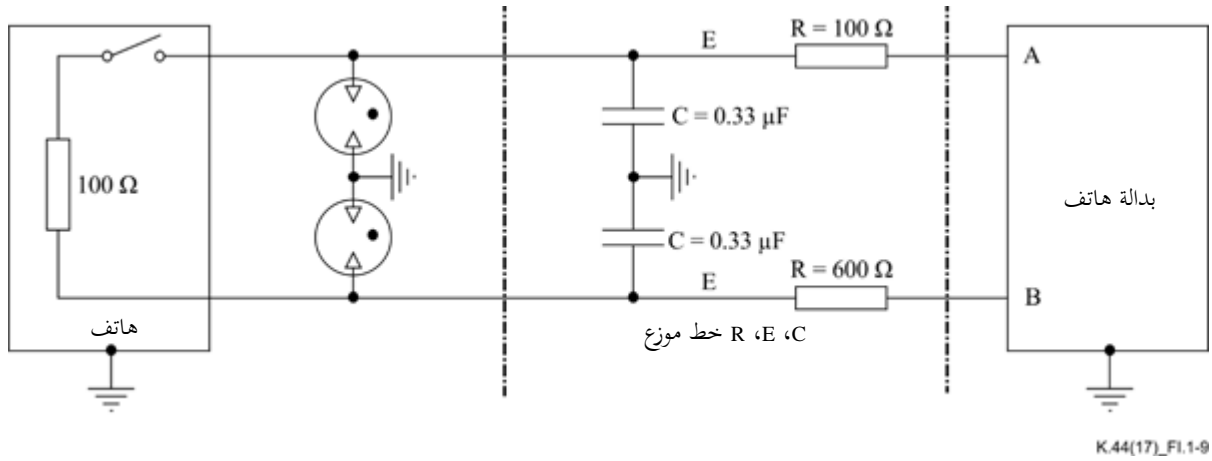 E
R = 100 Ω
A
C = 0.33 µF
100 Ω
بدالة هاتف
C = 0.33 µF
R = 600 Ω
E
B
هاتف
خط موزع R ،E ،C
K.44(17)_FI.1-9